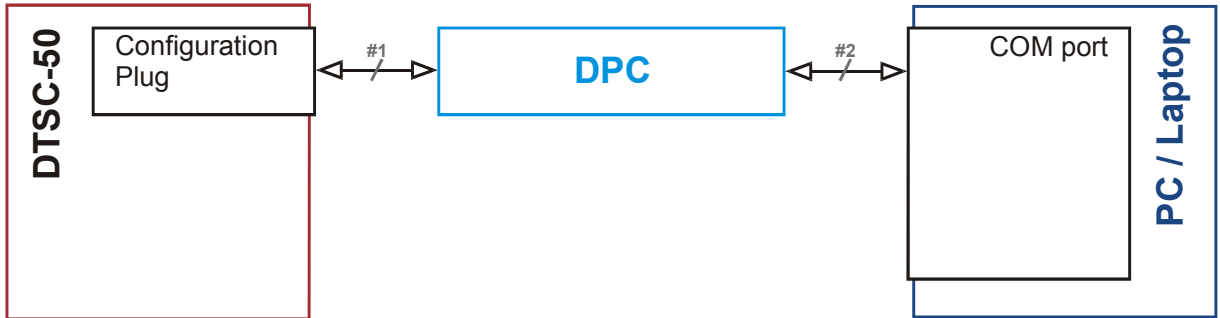 DTSC-50
Configuration
Plug
#1
DPC
#2
COM port
PC / Laptop